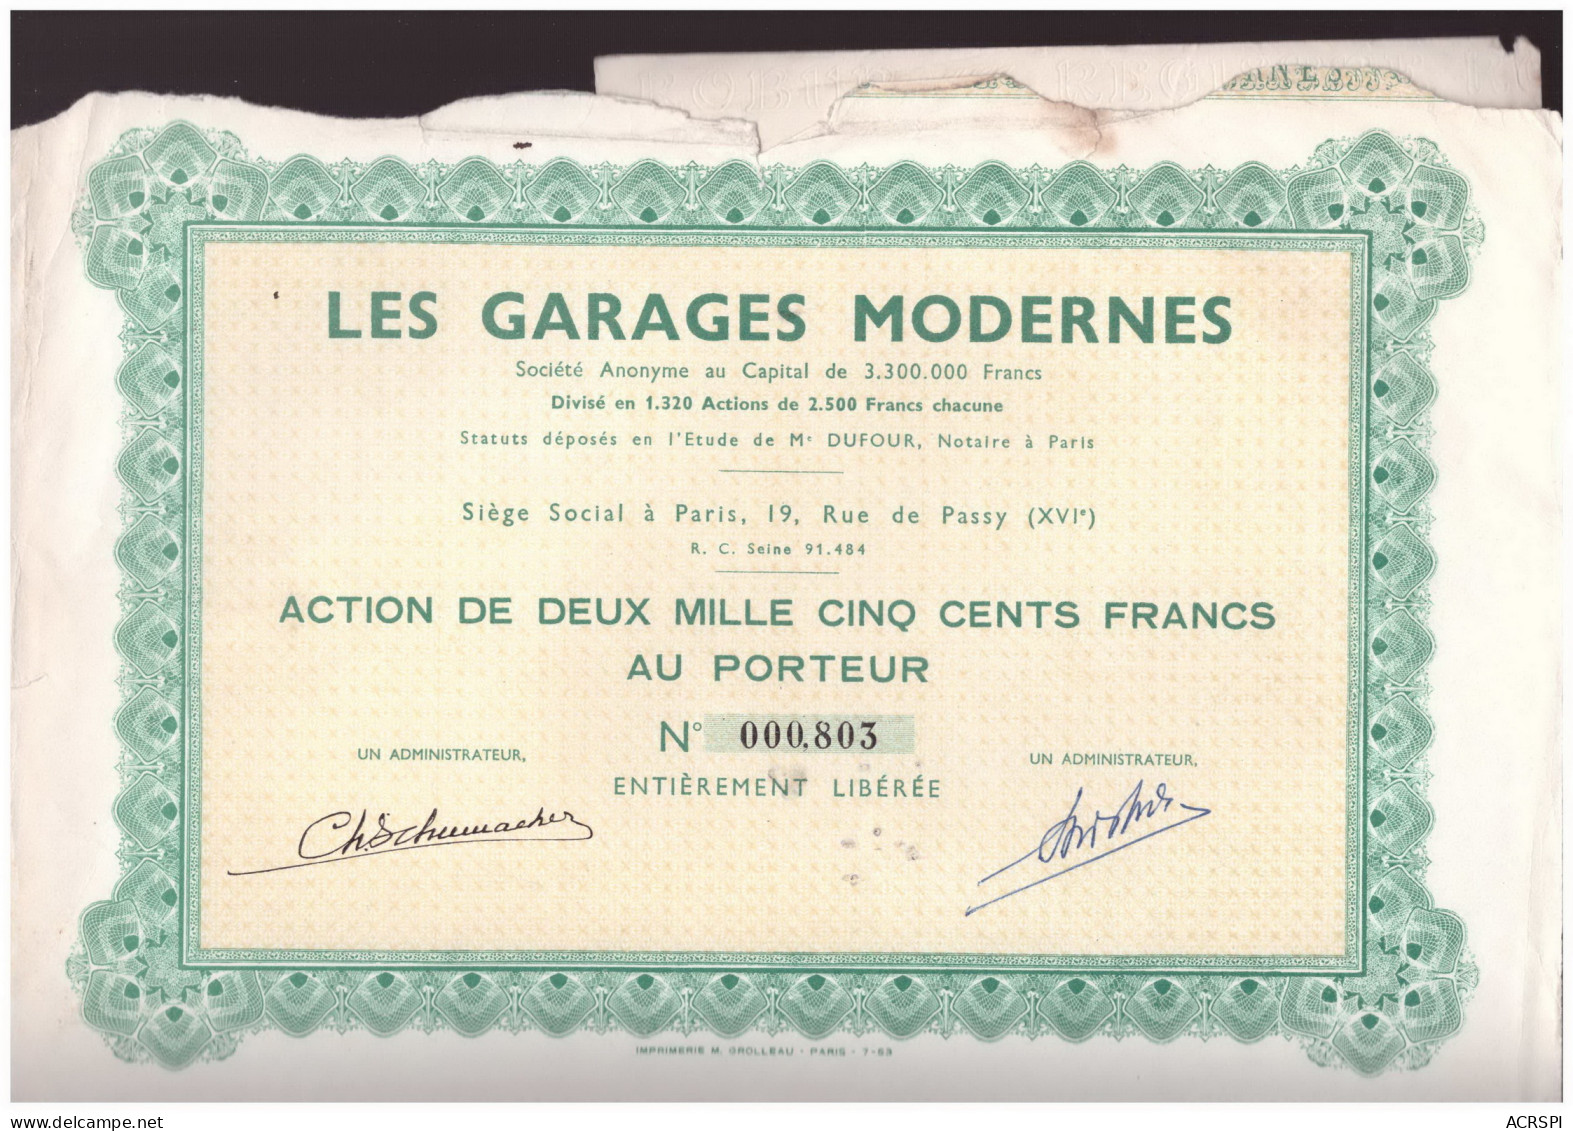 ANES
LES GARAGES MODERNES
Société Anonyme au Capital de 3.300.000 Francs
Divisé en 1.320 Actions de 2.500 Francs chacune
Statuts déposés en l'Etude de Me DUFOUR, Notaire à Paris
Siège Social à Paris, 19, Rue de Passy (XVIe)
R. C. Seine 91.484
ACTION DE DEUX MILLE CINQ CENTS FRANCS
AU PORTEUR
N° 000,803
UN ADMINISTRATEUR,
UN ADMINISTRATEUR,
ENTIÈREMENT LIBÉRÉE
Ch. Schumacher
IMPRIMERIE M. GROLLEAU - PARIS - 7-53
ACRSPI